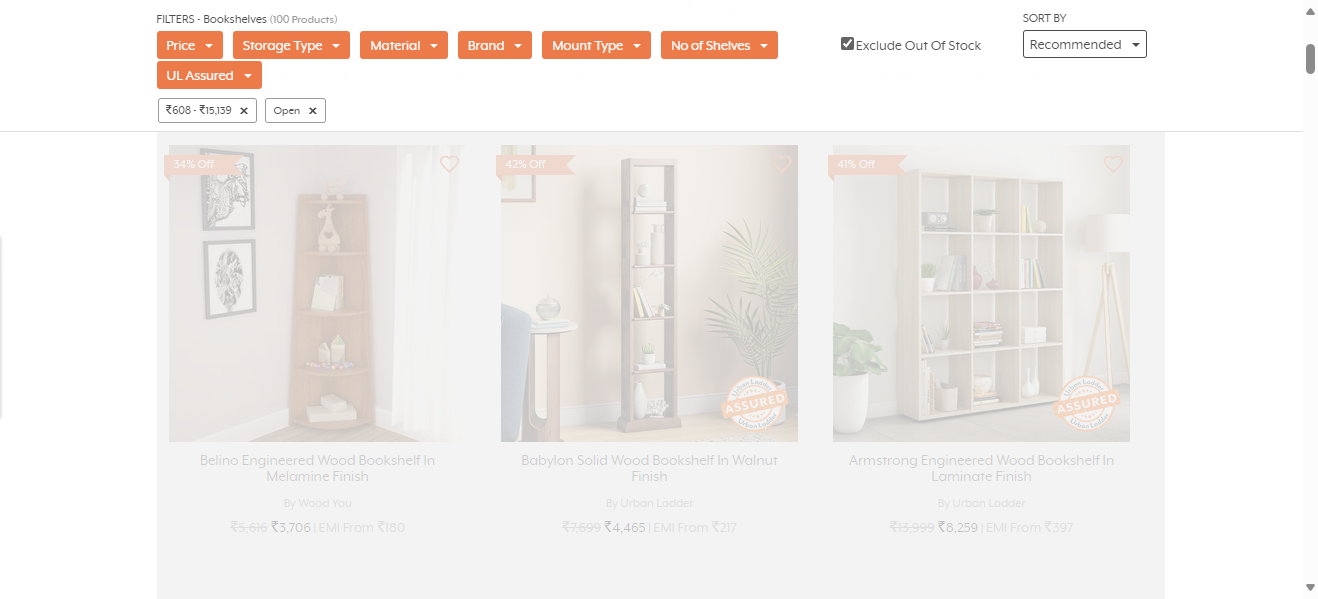 FILTERS - Bookshelves (100 Products)
SORT BY
Price
Storage Type
Material
Brand
Mount Type
No of Shelves
Exclude Out Of Stock
Recommended
UL Assured
₹608 - ₹15,139 ×
Open ×
34% Off
42% Off
41% Off
Urban Ladder
ASSURED
Urban Ladder
Urban Ladder
ASSURED
Urban Ladder
Belino Engineered Wood Bookshelf In
Melamine Finish
By Wood You
₹5,616 ₹3,706 | EMI From ₹180
Babylon Solid Wood Bookshelf In Walnut
Finish
By Urban Ladder
₹7,699 ₹4,465 | EMI From ₹217
Armstrong Engineered Wood Bookshelf In
Laminate Finish
By Urban Ladder
₹13,999 ₹8,259 | EMI From ₹397